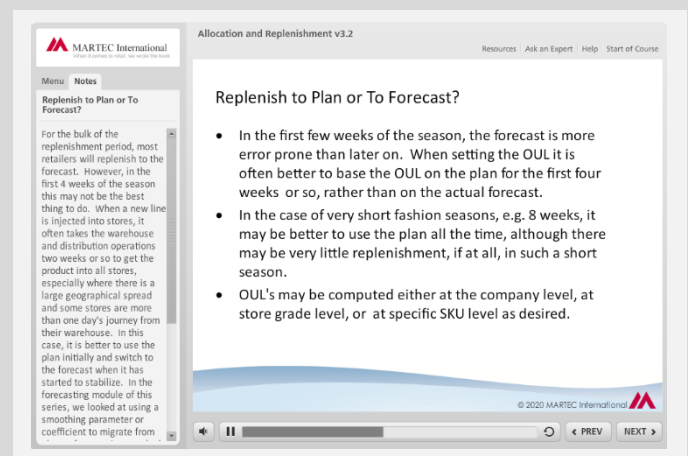 MARTEC International
When it comes to retail, we wrote the book
Allocation and Replenishment v3.2
Resources | Ask an Expert | Help | Start of Course
Menu Notes
Replenish to Plan or To
Forecast?
For the bulk of the
replenishment period, most
retailers will replenish to the
forecast. However, in the
first 4 weeks of the season
this may not be the best
thing to do. When a new line
is injected into stores, it
often takes the warehouse
and distribution operations
two weeks or so to get the
product into all stores,
especially where there is a
large geographical spread
and some stores are more
than one day's journey from
their warehouse. In this
case, it is better to use the
plan initially and switch to
the forecast when it has
started to stabilize. In the
forecasting module of this
series, we looked at using a
smoothing parameter or
coefficient to migrate from
Replenish to Plan or To Forecast?
• In the first few weeks of the season, the forecast is more
error prone than later on. When setting the OUL it is
often better to base the OUL on the plan for the first four
weeks or so, rather than on the actual forecast.
• In the case of very short fashion seasons, e.g. 8 weeks, it
may be better to use the plan all the time, although there
may be very little replenishment, if at all, in such a short
season.
• OUL's may be computed either at the company level, at
store grade level, or at specific SKU level as desired.
© 2020 MARTEC International
PREV
NEXT